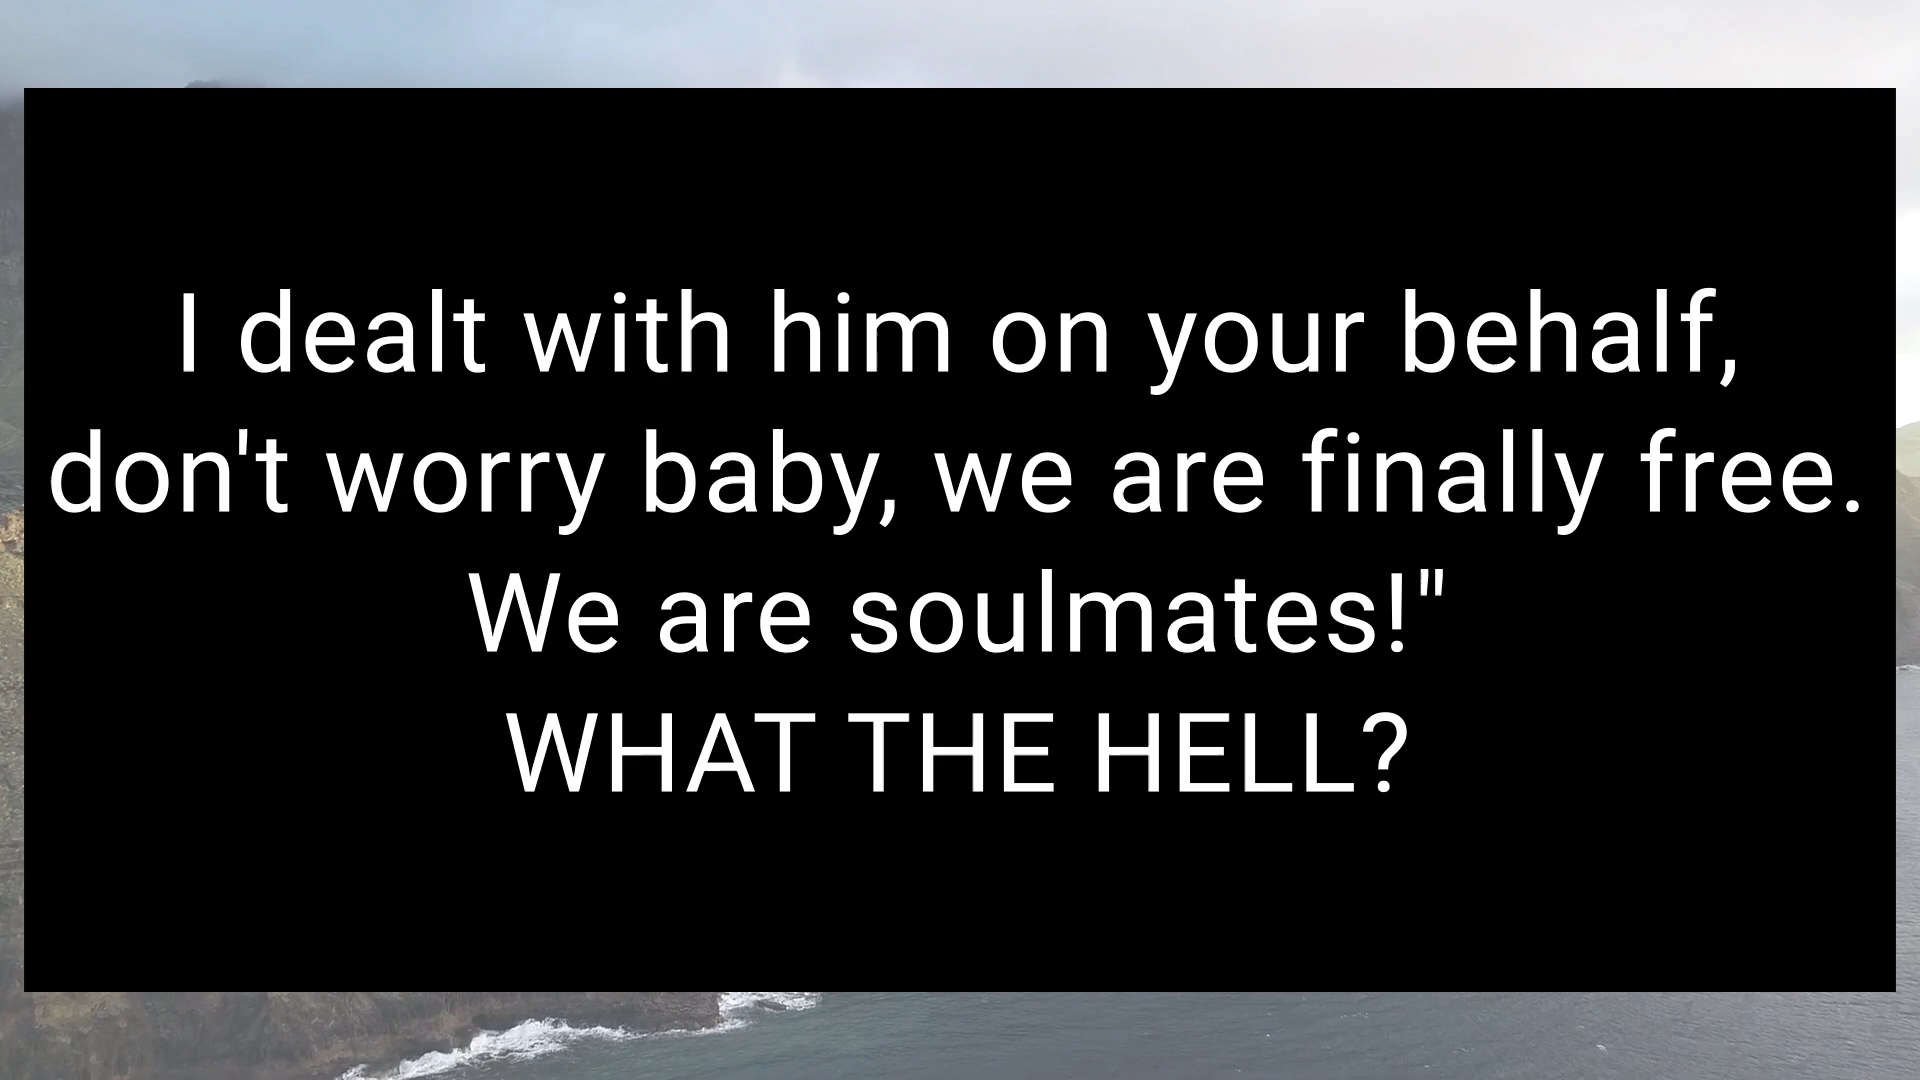 I dealt with him on your behalf,
don't worry baby, we are finally free.
We are soulmates!"
WHAT THE HELL?